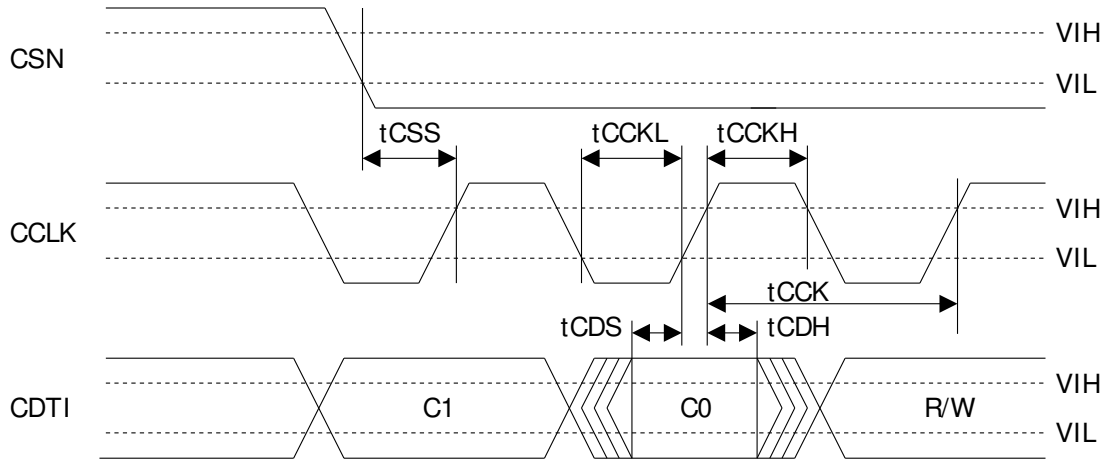 VIH
CSN
VIL
tCSS tCCKL tCCKH
VIH
CCLK
VIL
tCCK
tCDS tCDH
VIH
CDTI C1 C0 R/W
VIL